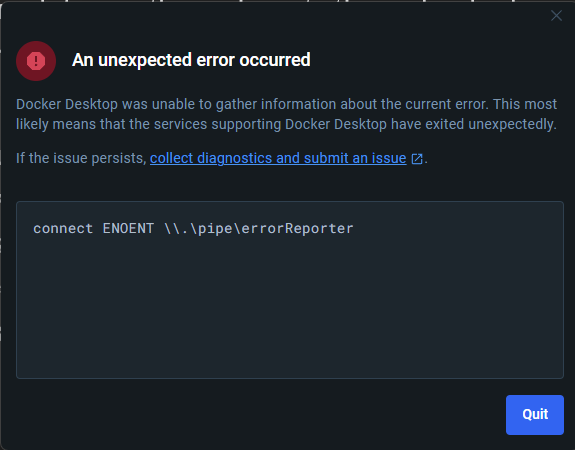 An unexpected error occurred
Docker Desktop was unable to gather information about the current error. This most
likely means that the services supporting Docker Desktop have exited unexpectedly.
If the issue persists, collect diagnostics and submit an issue.
connect ENOENT \\.\pipe\errorReporter
Quit